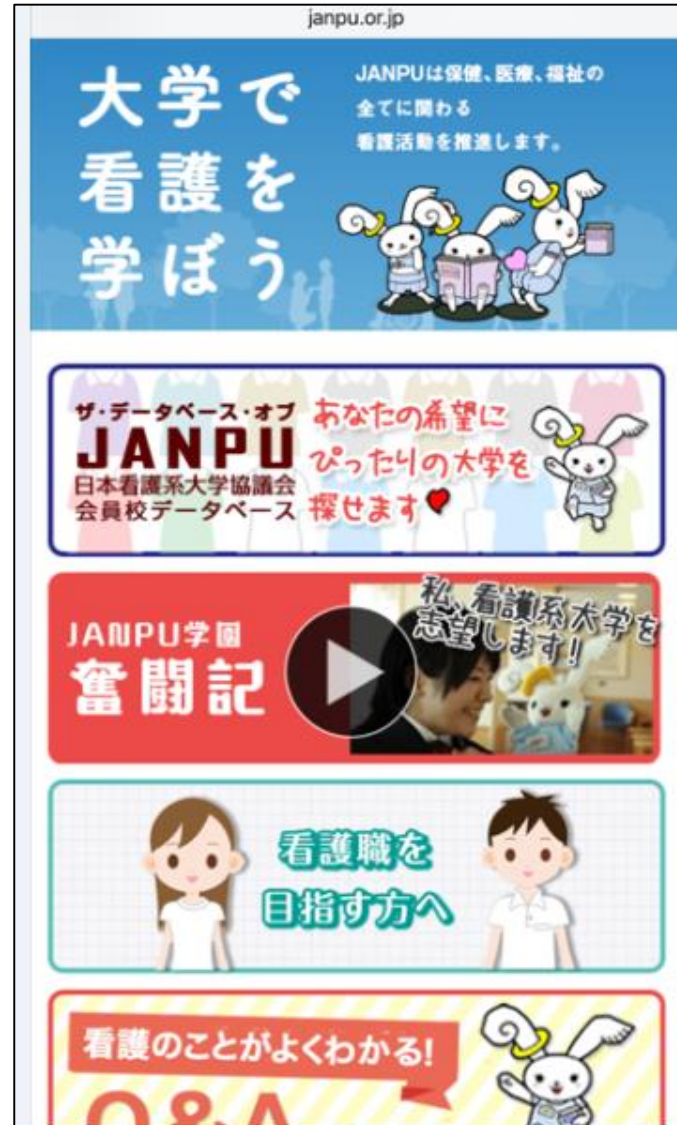 janpu.or.jp
大学で
看護を
学ぼう
JANPUは保健、医療、福祉の
全てに関わる
看護活動を推進します。
ザ・データベース・オブ
JANPU
日本看護系大学協議会
会員校データベース
あなたの希望に
ぴったりの大学を
探せます
JANPU学園
奮闘記
私、看護系大学を
志望します!!
看護職を
目指す方へ
看護のことがよくわかる!
Q&A